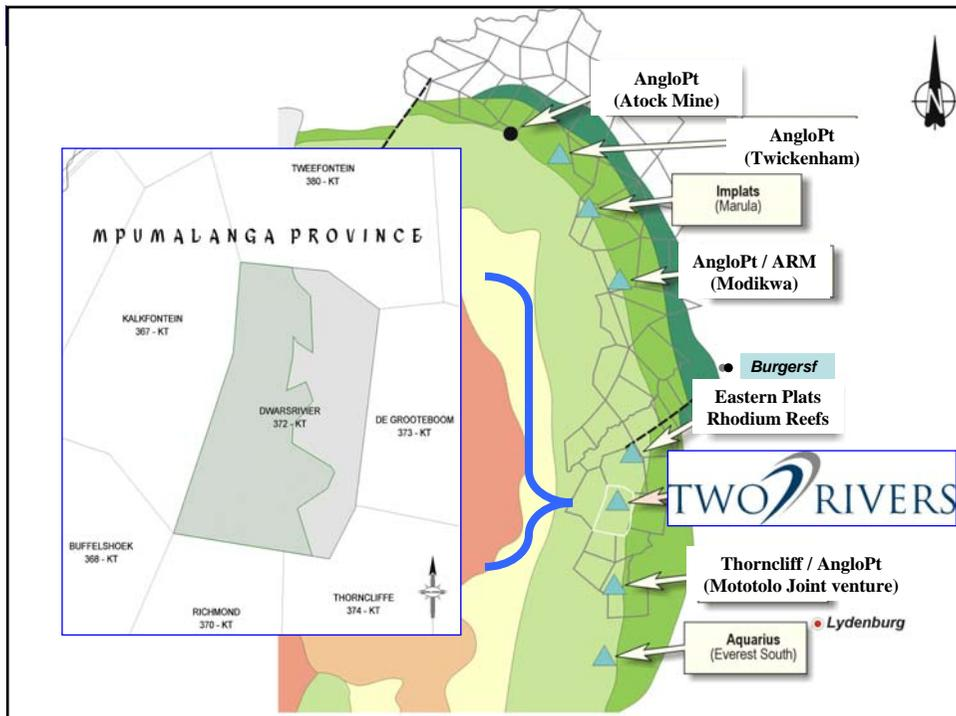 AngloPt
(Atock Mine)
AngloPt
(Twickenham)
Implats
(Marula)
AngloPt / ARM
(Modikwa)
Burgersf
Eastern Plats
Rhodium Reefs
TWO RIVERS
Thorncliff / AngloPt
(Mototolo Joint venture)
Lydenburg
Aquarius
(Everest South)
N
TWEEFONTEIN
380 - KT
MPUMALANGA PROVINCE
KALKFONTEIN
367 - KT
DWARSRIVIER
372 - KT
DE GROOTEBOOM
373 - KT
BUFFELSHOEK
368 - KT
RICHMOND
370 - KT
THORNCLIFFE
374 - KT